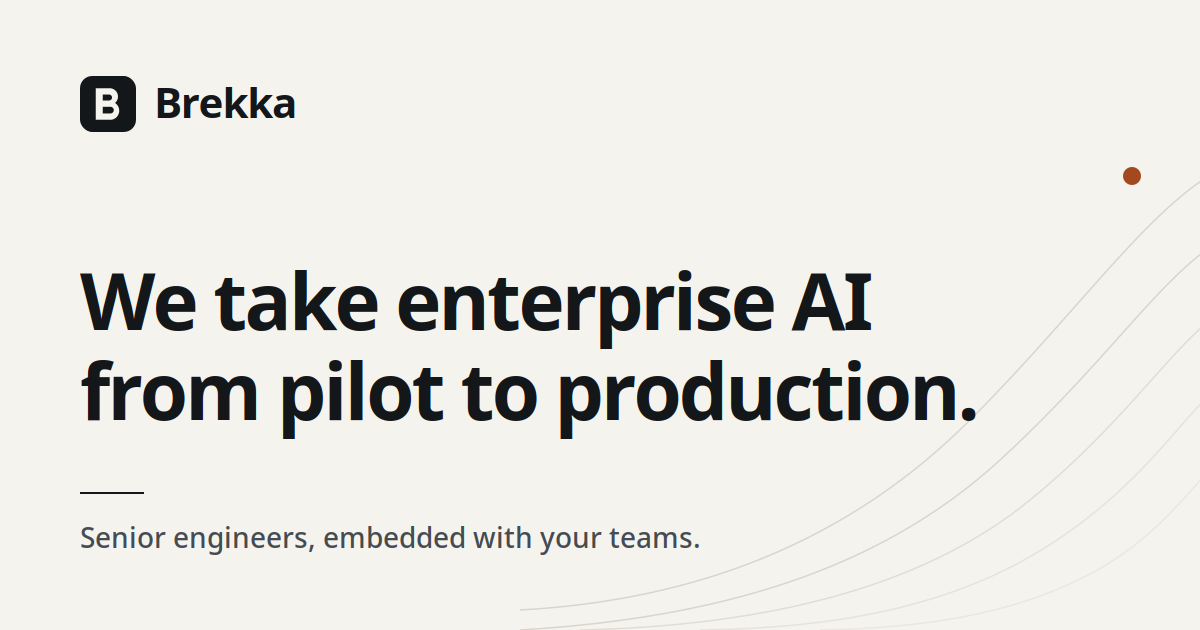 B Brekka
We take enterprise AI
from pilot to production.
Senior engineers, embedded with your teams.